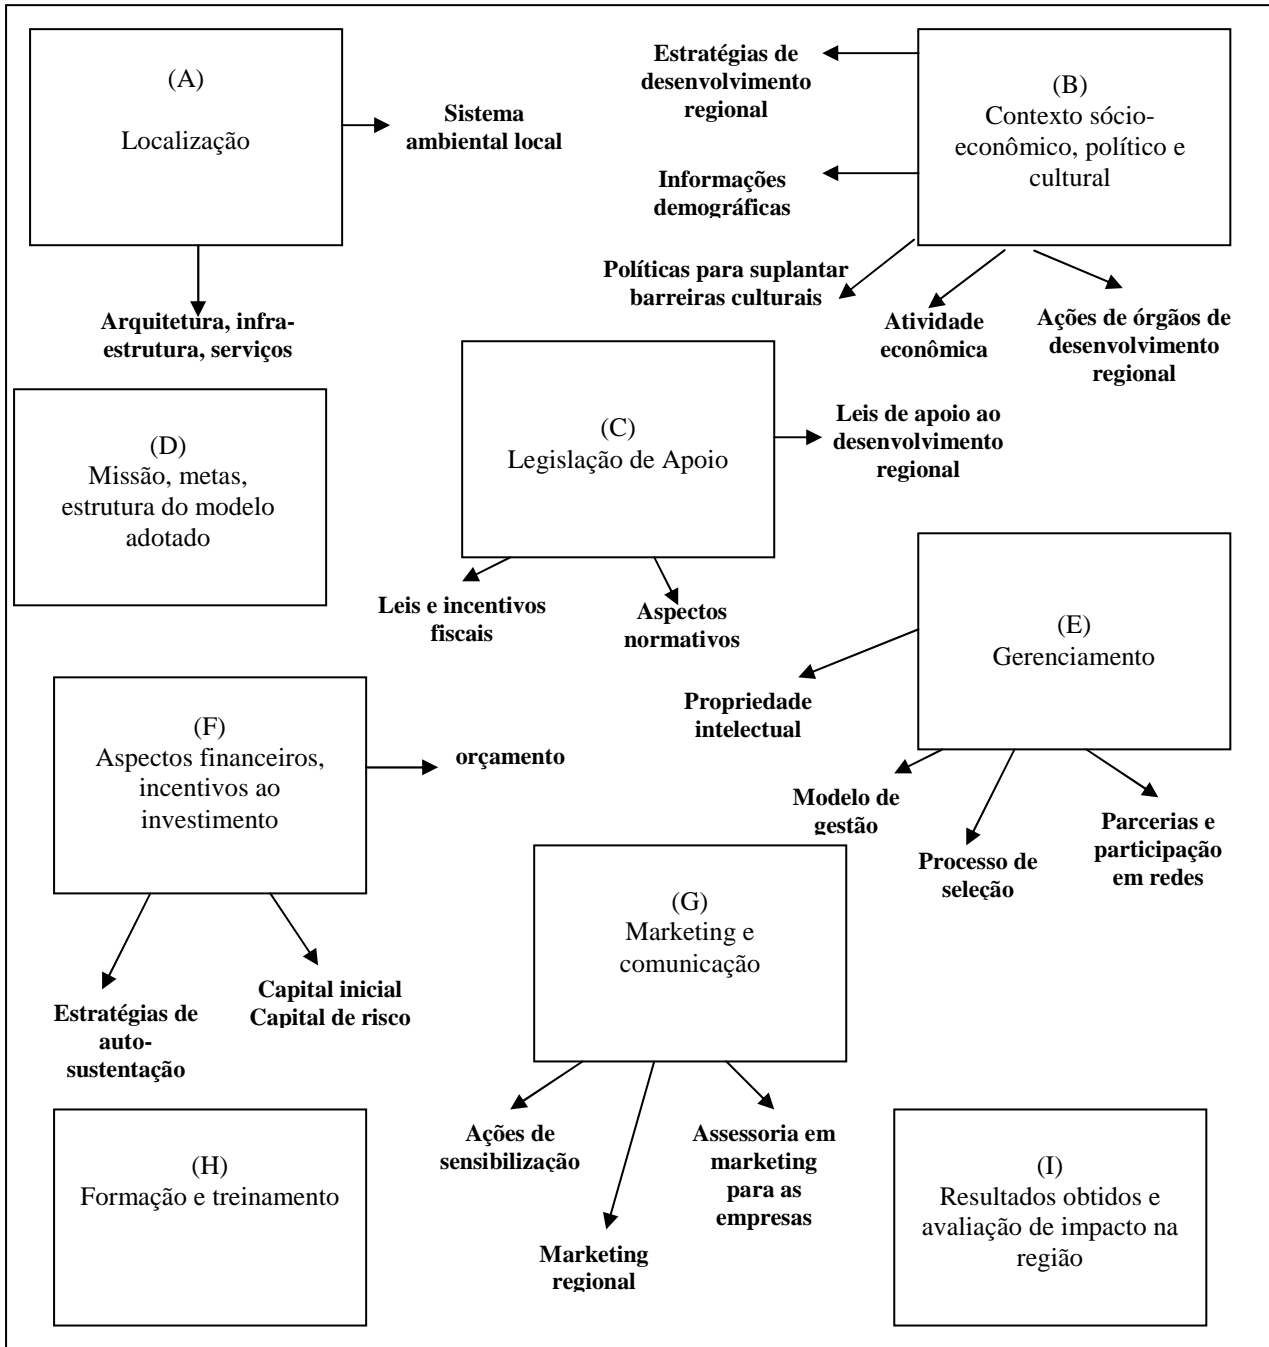 (A)
Localização
Sistema
ambiental local
Arquitetura, infra-
estrutura, serviços
Estratégias de
desenvolvimento
regional
(B)
Contexto sócio-
econômico, político e
cultural
Informações
demográficas
Políticas para suplantar
barreiras culturais
Atividade
econômica
Ações de órgãos de
desenvolvimento
regional
(D)
Missão, metas,
estrutura do modelo
adotado
(C)
Legislação de Apoio
Leis de apoio ao
desenvolvimento
regional
Leis e incentivos
fiscais
Aspectos
normativos
(E)
Gerenciamento
Propriedade
intelectual
Modelo de
gestão
Processo de
seleção
Parcerias e
participação
em redes
(F)
Aspectos financeiros,
incentivos ao
investimento
orçamento
Estratégias de
auto-
sustentação
Capital inicial
Capital de risco
(G)
Marketing e
comunicação
Ações de
sensibilização
Marketing
regional
Assessoria em
marketing
para as
empresas
(H)
Formação e treinamento
(I)
Resultados obtidos e
avaliação de impacto na
região